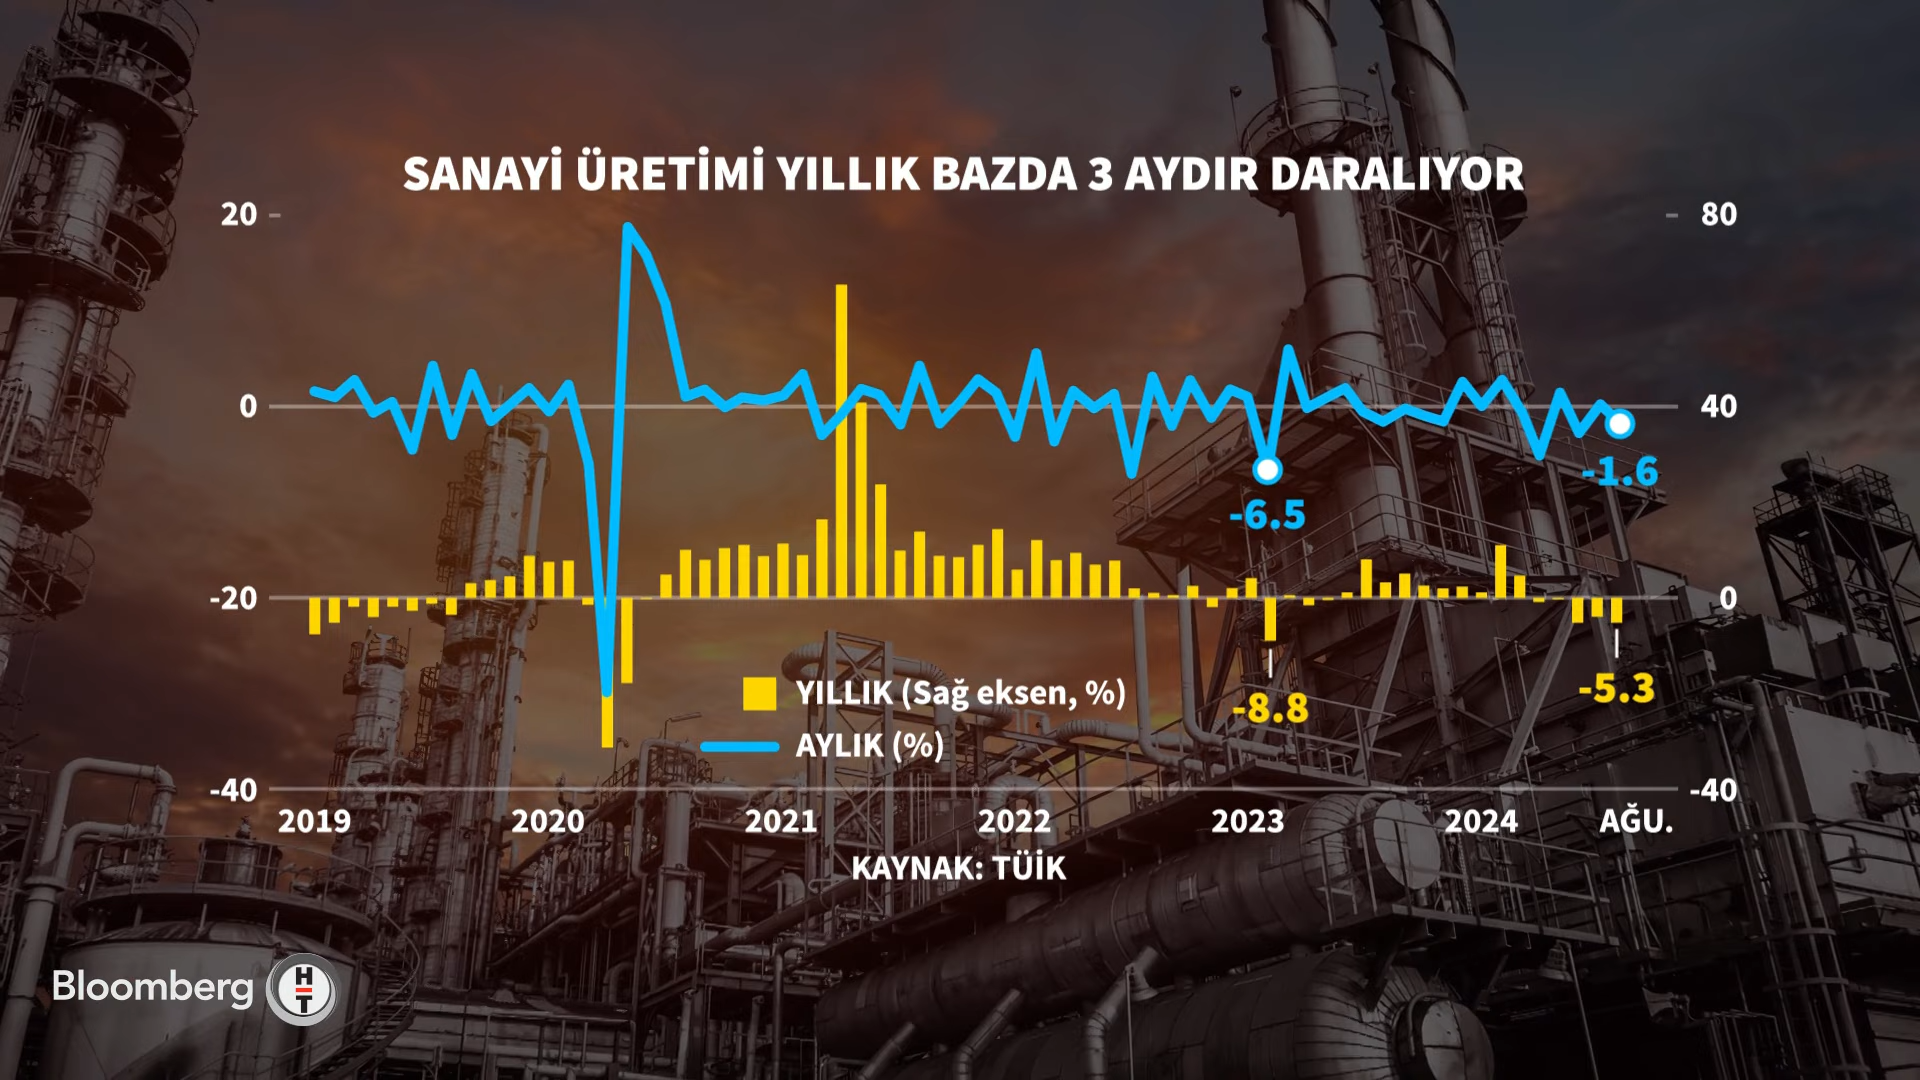 SANAYİ ÜRETİMİ YILLIK BAZDA 3 AYDIR DARALIYOR
20
80
0
40
-6.5
-1.6
-20
0
YILLIK (Sağ eksen, %)
-8.8
-5.3
AYLIK (%)
-40
-40
2019 2020 2021 2022 2023 2024 AĞU.
KAYNAK: TÜİK
Bloomberg HT